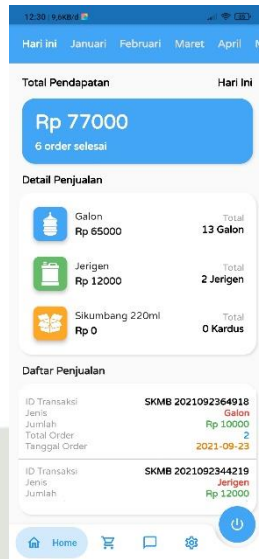 12:30 | 9,6KB/d
Hari ini Januari Februari Maret April
Total Pendapatan Hari Ini
Rp 77000
6 order selesai
Detail Penjualan
Galon Total
Rp 65000 13 Galon
Jerigen Total
Rp 12000 2 Jerigen
Sikumbang 220ml Total
Rp 0 0 Kardus
Daftar Penjualan
ID Transaksi SKMB 2021092364918
Jenis Galon
Jumlah Rp 10000
Total Order 2
Tanggal Order 2021-09-23
ID Transaksi SKMB 2021092344219
Jenis Jerigen
Jumlah Rp 12000
Home